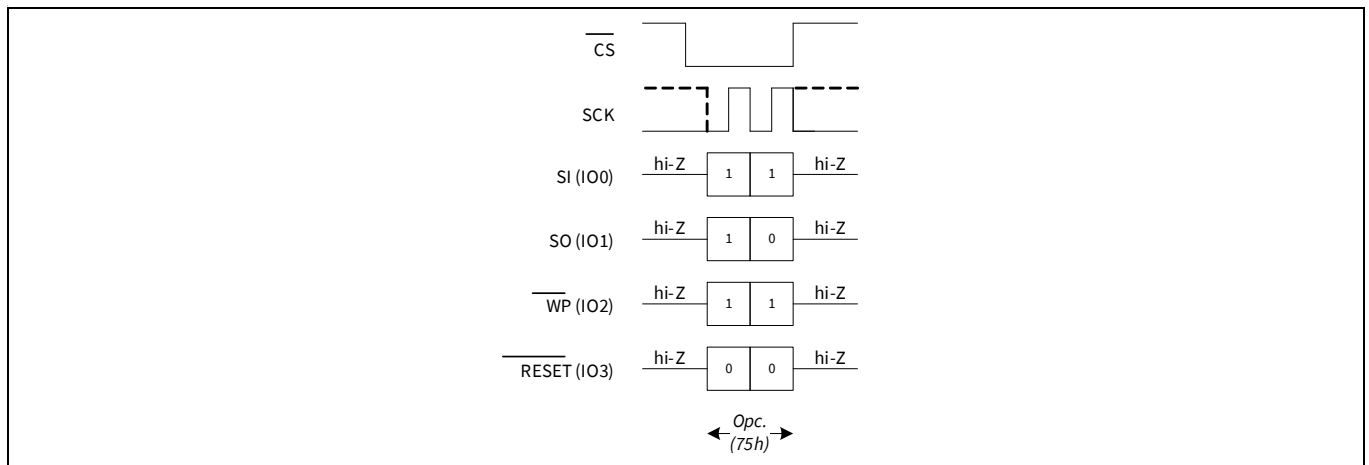 CS
SCK
SI (IO0) hi-Z 1 1 hi-Z
SO (IO1) hi-Z 1 0 hi-Z
WP (IO2) hi-Z 1 1 hi-Z
RESET (IO3) hi-Z 0 0 hi-Z
Opc.
(75h)